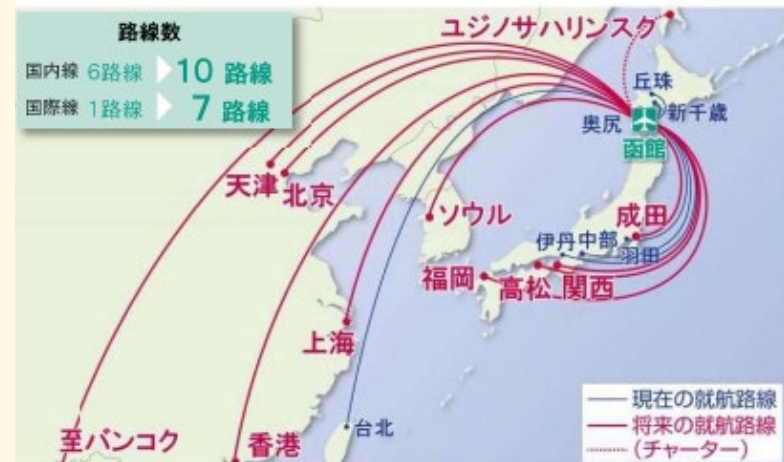 路線数
国内線 6路線 10 路線
国際線 1路線 7 路線
ユジノサハリンスク
丘珠
新千歳
奥尻
函館
天津
北京
ソウル
成田
伊丹
中部
羽田
福岡
高松
関西
上海
至バンコク
香港
台北
現在の就航路線
将来の就航路線
(チャーター)